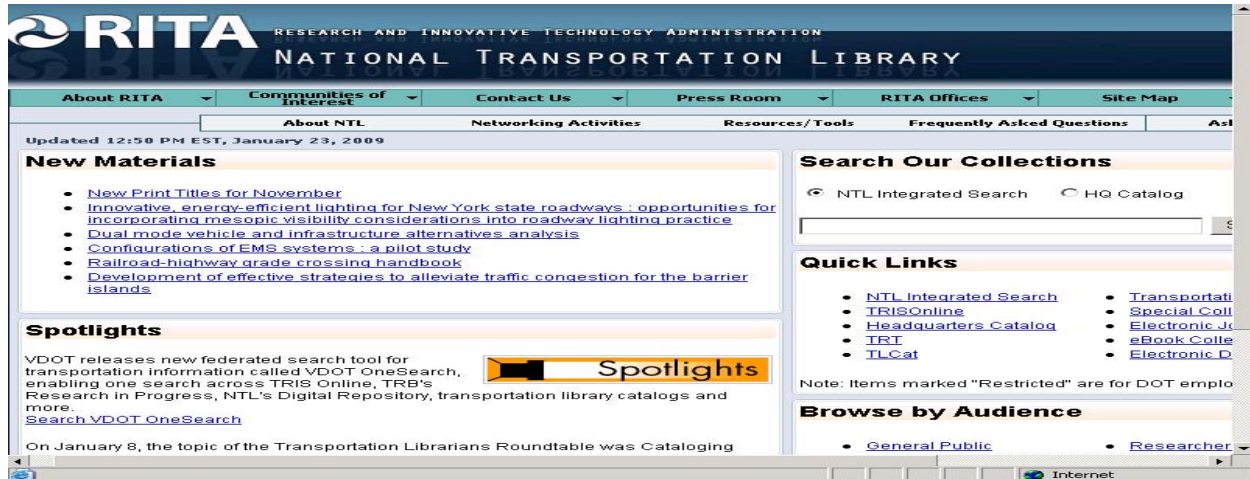 RITA RESEARCH AND INNOVATIVE TECHNOLOGY ADMINISTRATION
NATIONAL TRANSPORTATION LIBRARY
About RITA Communities of Interest Contact Us Press Room RITA Offices Site Map
About NTL Networking Activities Resources/Tools Frequently Asked Questions
Updated 12:50 PM EST, January 23, 2009
New Materials
New Print Titles for November
Innovative, energy-efficient lighting for New York state roadways : opportunities for
incorporating mesopic visibility considerations into roadway lighting practice
Dual mode vehicle and infrastructure alternatives analysis
Configurations of EMS systems : a pilot study
Railroad-highway grade crossing handbook
Development of effective strategies to alleviate traffic congestion for the barrier
islands
Spotlights
VDOT releases new federated search tool for
transportation information called VDOT OneSearch,
enabling one search across TRIS Online, TRB's
Research in Progress, NTL's Digital Repository, transportation library catalogs and
more.
Search VDOT OneSearch
Spotlights
On January 8, the topic of the Transportation Librarians Roundtable was Cataloging
Search Our Collections
NTL Integrated Search HQ Catalog
Quick Links
NTL Integrated Search
TRISOnline
Headquarters Catalog
TRT
TLCat
Transportati
Special Coll
Electronic Jo
eBook Colle
Electronic D
Note: Items marked "Restricted" are for DOT emplo
Browse by Audience
General Public
Researcher
Internet